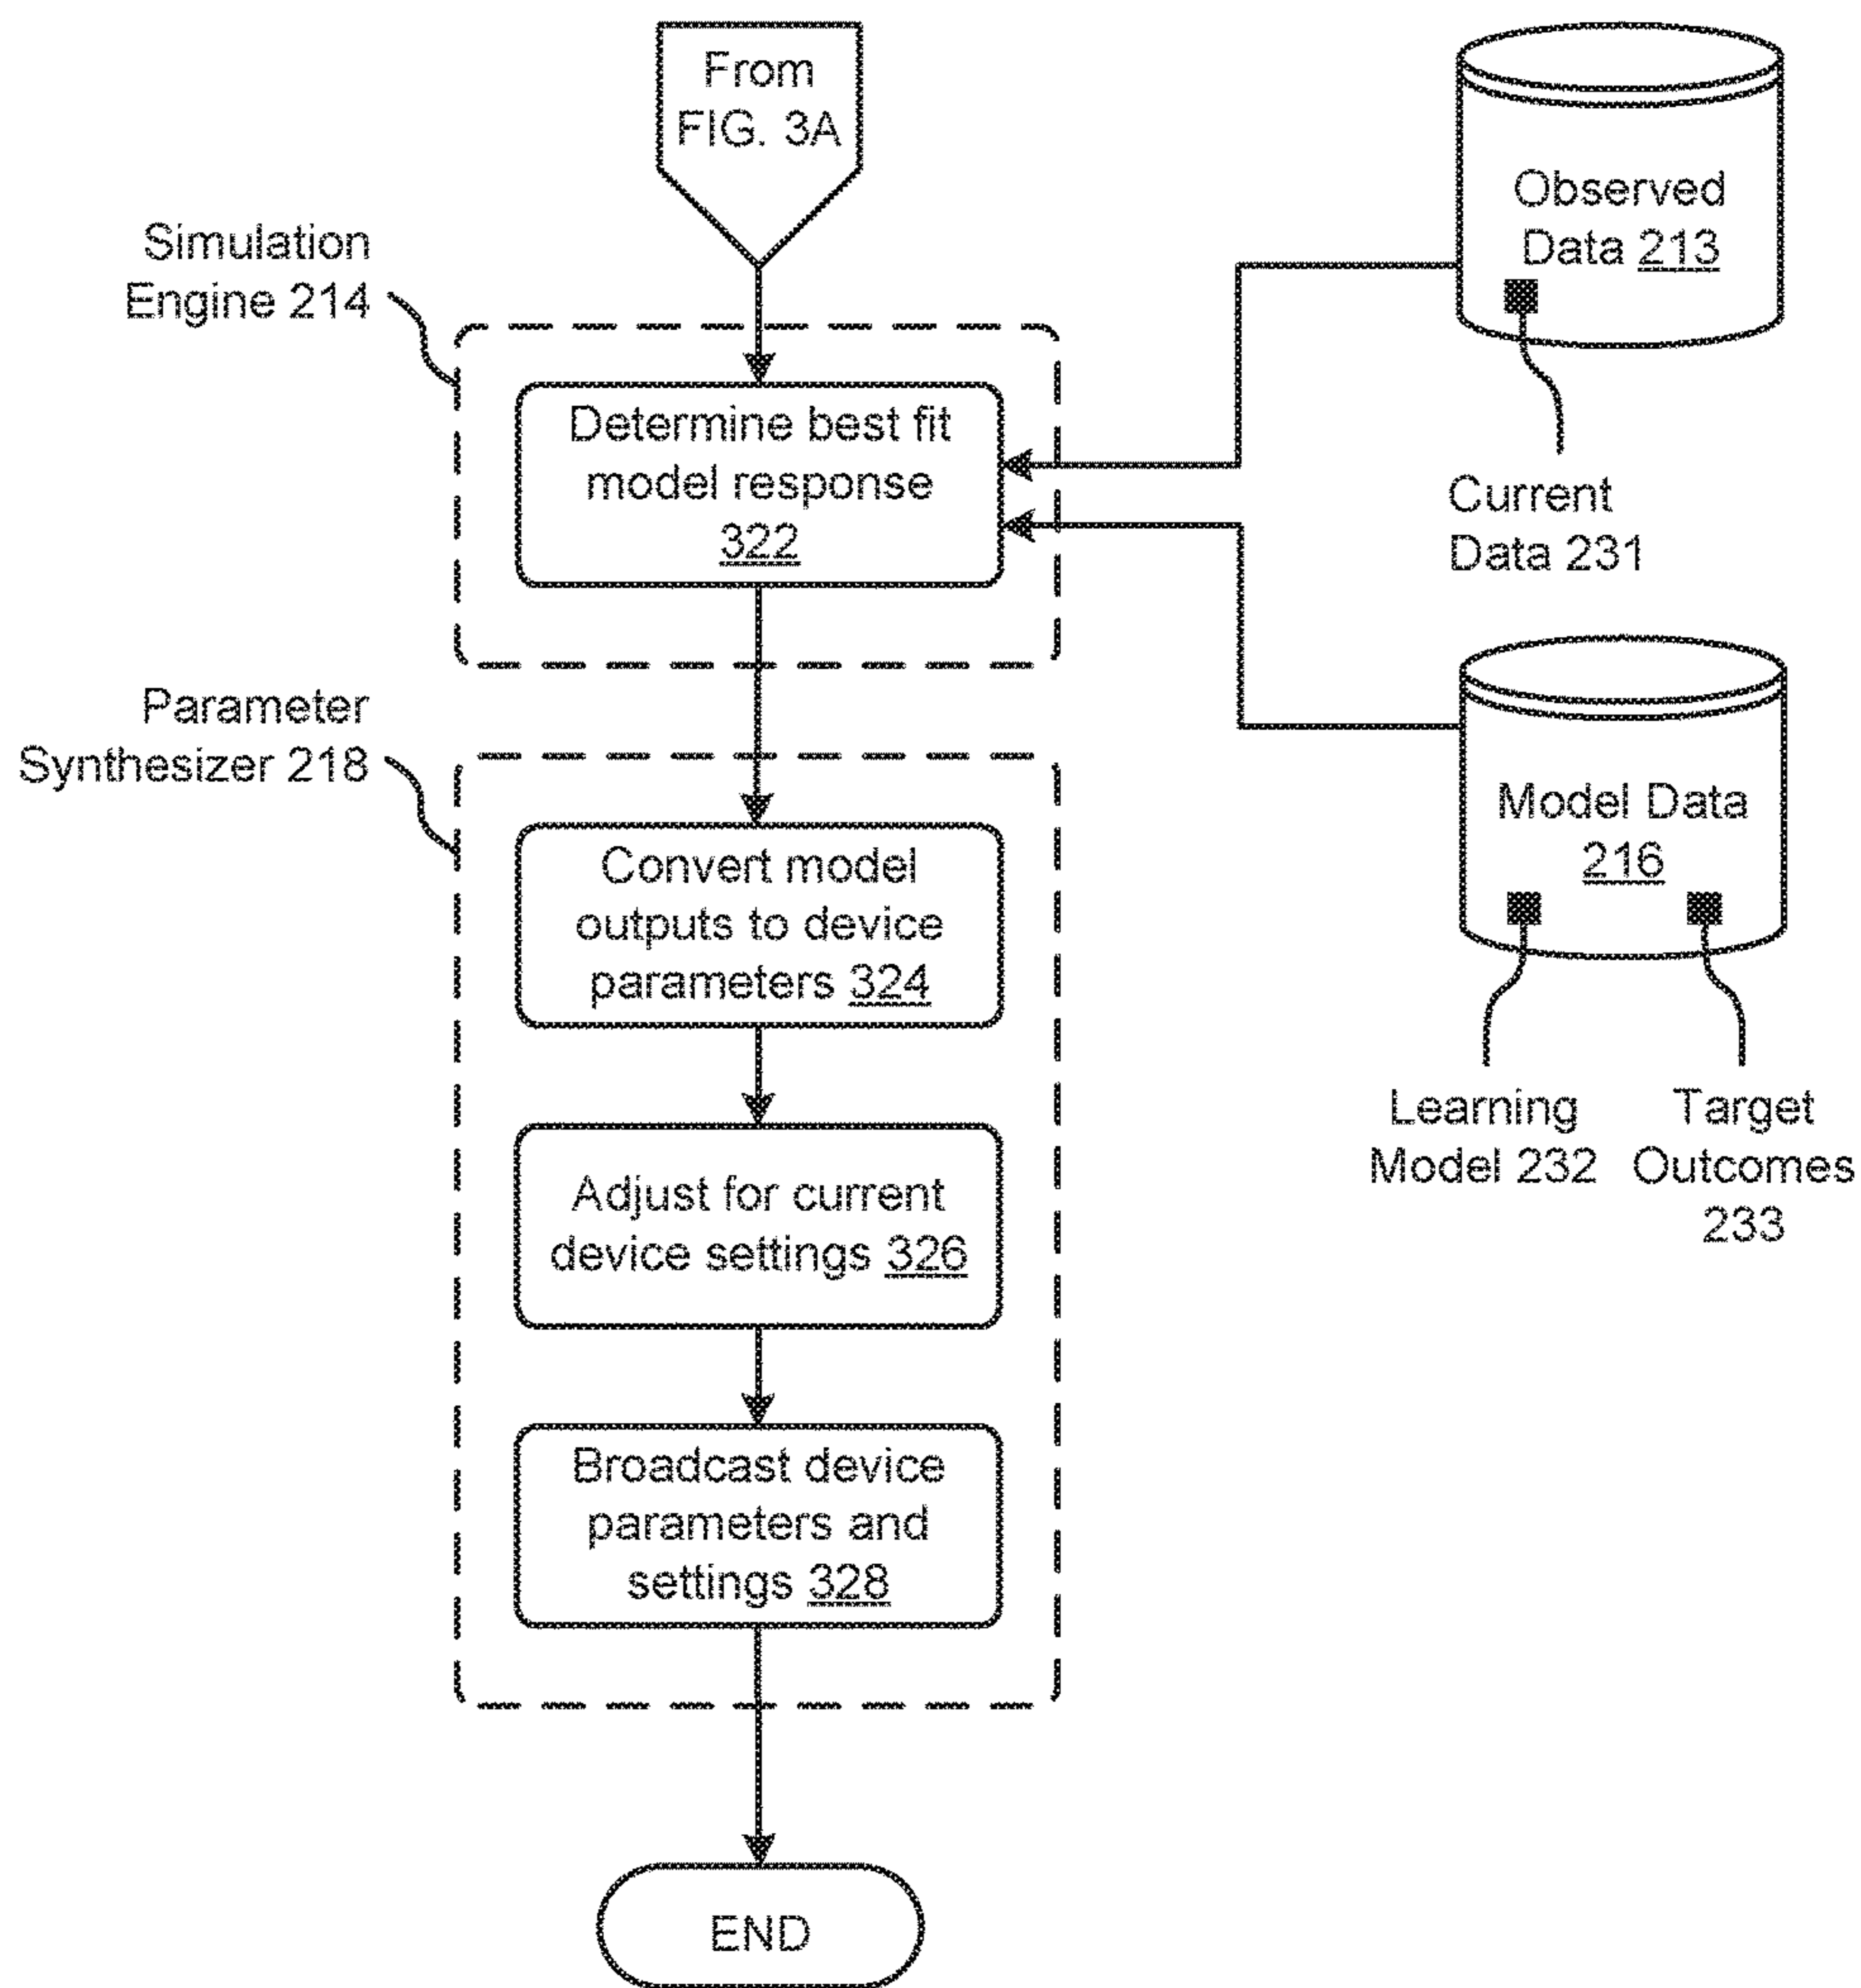 From
FIG. 3A
Simulation
Engine 214
Determine best fit
model response
322
Observed
Data 213
Current
Data 231
Parameter
Synthesizer 218
Model Data
216
Learning
Model 232
Target
Outcomes
233
Convert model
outputs to device
parameters 324
Adjust for current
device settings 326
Broadcast device
parameters and
settings 328
END